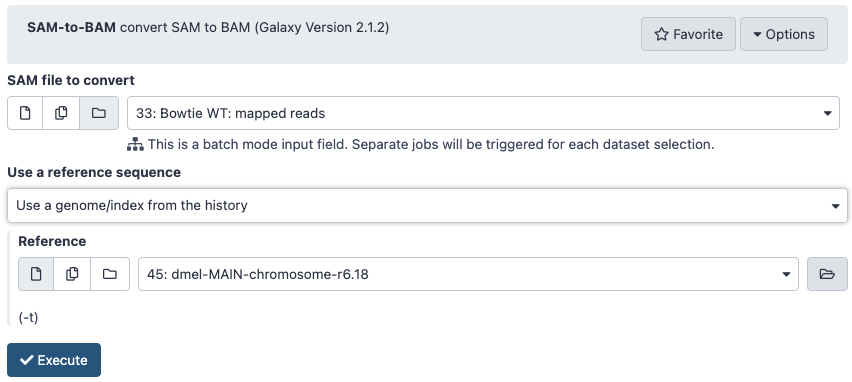 SAM-to-BAM convert SAM to BAM (Galaxy Version 2.1.2)
Favorite
Options
SAM file to convert
33: Bowtie WT: mapped reads
This is a batch mode input field. Separate jobs will be triggered for each dataset selection.
Use a reference sequence
Use a genome/index from the history
Reference
45: dmel-MAIN-chromosome-r6.18
(-t)
Execute